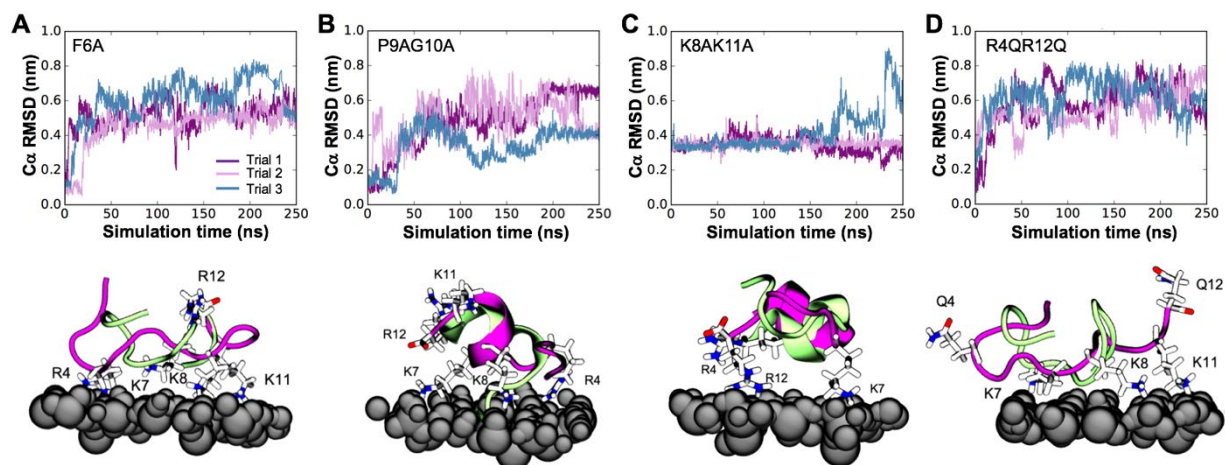 A
F6A
Cα RMSD (nm)
1.0
0.8
0.6
0.4
0.2
0.0
Trial 1
Trial 2
Trial 3
0 50 100 150 200 250
Simulation time (ns)
B
P9AG10A
Cα RMSD (nm)
1.0
0.8
0.6
0.4
0.2
0.0
0 50 100 150 200 250
Simulation time (ns)
C
K8AK11A
Cα RMSD (nm)
1.0
0.8
0.6
0.4
0.2
0.0
0 50 100 150 200 250
Simulation time (ns)
D
R4QR12Q
Cα RMSD (nm)
1.0
0.8
0.6
0.4
0.2
0.0
0 50 100 150 200 250
Simulation time (ns)
R12
R4
K7
K8
K11
K11
R12
K7
K8
R4
R4
R12
K7
Q4
Q12
K7
K8
K11